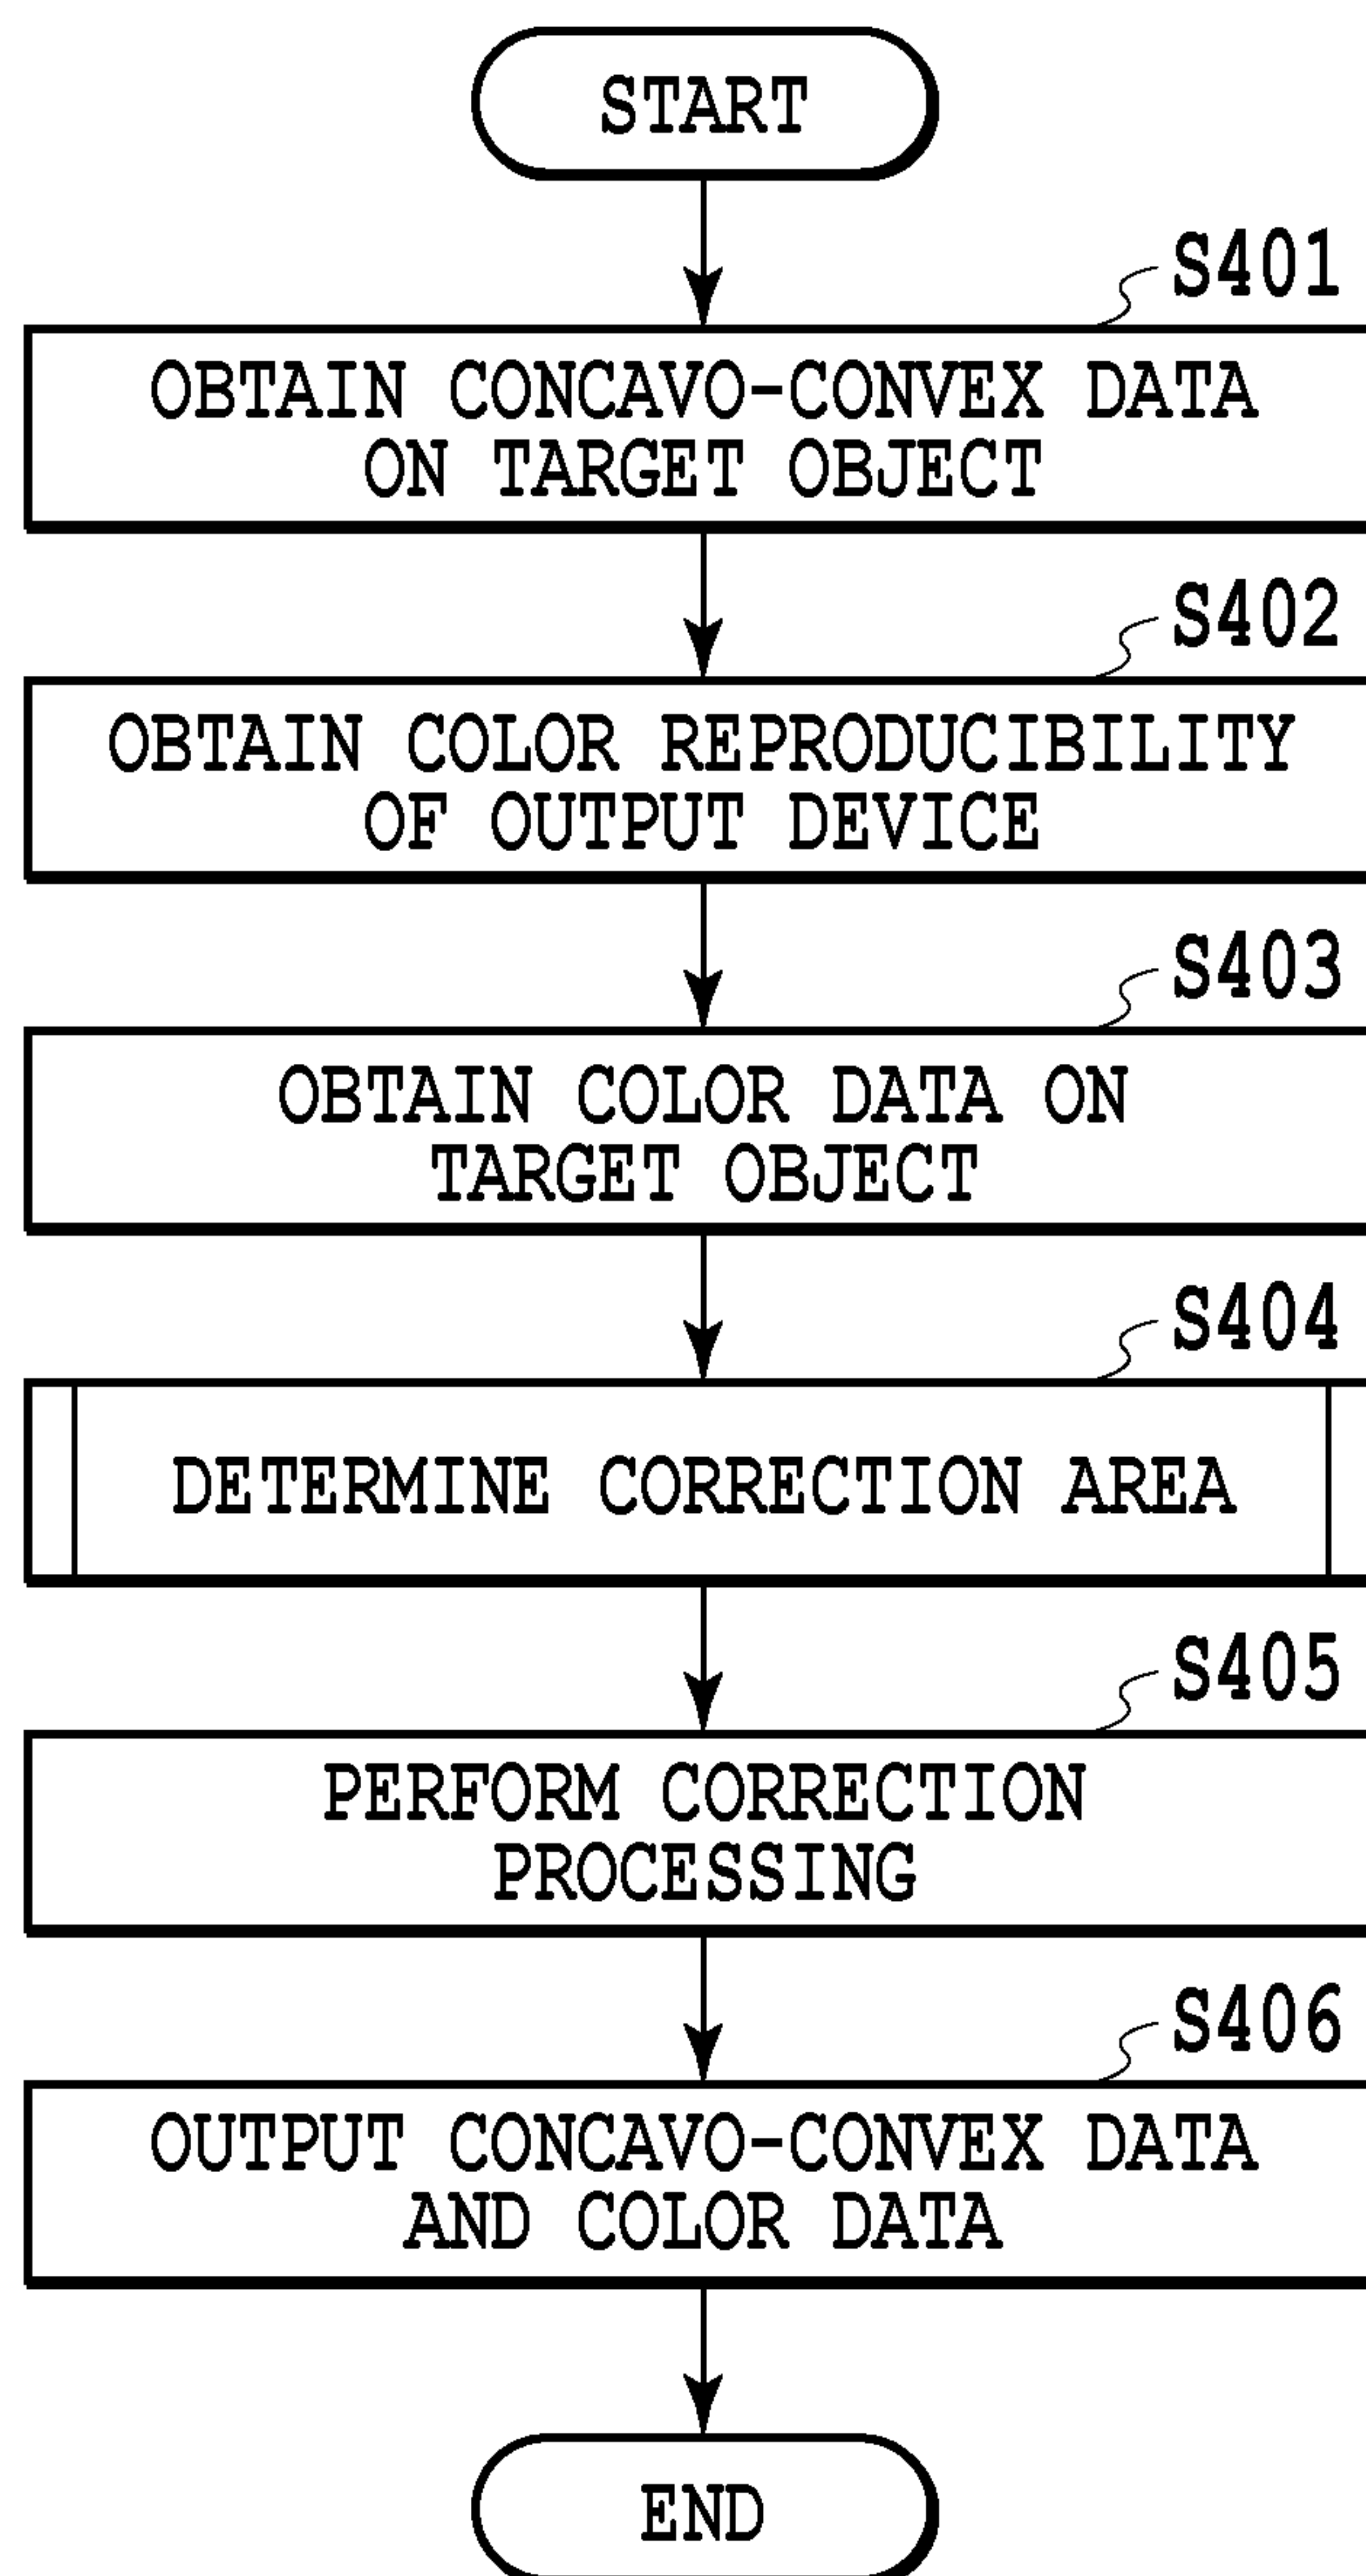 START
S401
OBTAIN CONCAVO-CONVEX DATA
ON TARGET OBJECT
S402
OBTAIN COLOR REPRODUCIBILITY
OF OUTPUT DEVICE
S403
OBTAIN COLOR DATA ON
TARGET OBJECT
S404
DETERMINE CORRECTION AREA
S405
PERFORM CORRECTION
PROCESSING
S406
OUTPUT CONCAVO-CONVEX DATA
AND COLOR DATA
END